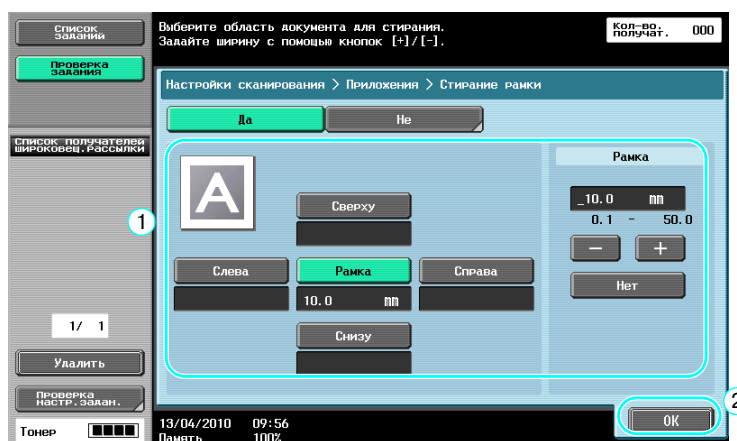 Список
заданий
Проверка
задания
Список получателей
широковещ.рассылки
1/ 1
Удалить
Проверка
настр.задан.
Тонер
Выберите область документа для стирания.
Задайте ширину с помощью кнопок [+]/[-].
Кол-во.
получат. 000
Настройки сканирования > Приложения > Стирание рамки
Да
Не
A
1
Сверху
Слева
Рамка
Справа
10.0 mm
Снизу
Рамка
_10.0 mm
0.1 - 50.0
- +
Нет
2
OK
13/04/2010 09:56
Память 100%